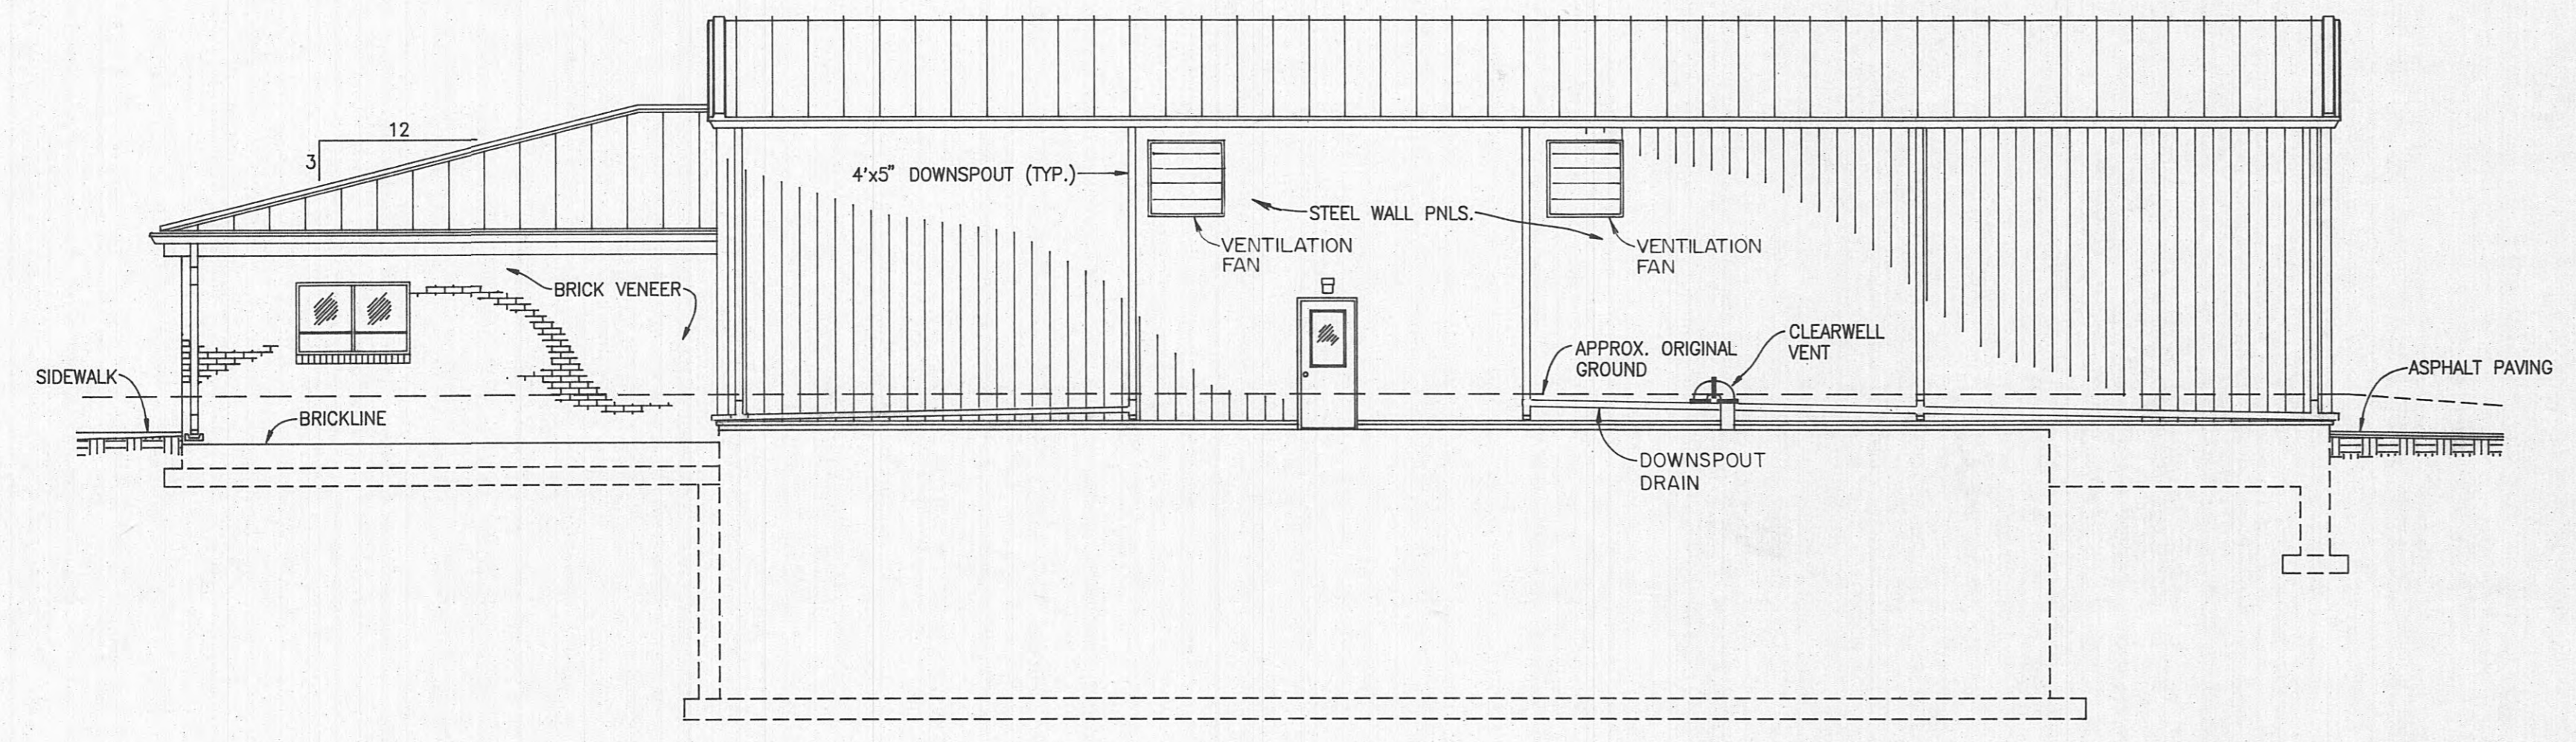 12
3
4'x5" DOWNSPOUT (TYP.)
STEEL WALL PNLS.
VENTILATION
FAN
VENTILATION
FAN
BRICK VENEER
SIDEWALK
BRICKLINE
APPROX. ORIGINAL
GROUND
CLEARWELL
VENT
ASPHALT PAVING
DOWNSPOUT
DRAIN